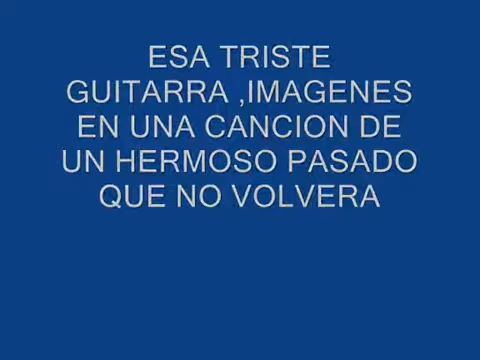 ESA TRISTE
GUITARRA ,IMAGENES
EN UNA CANCION DE
UN HERMOSO PASADO
QUE NO VOLVERA